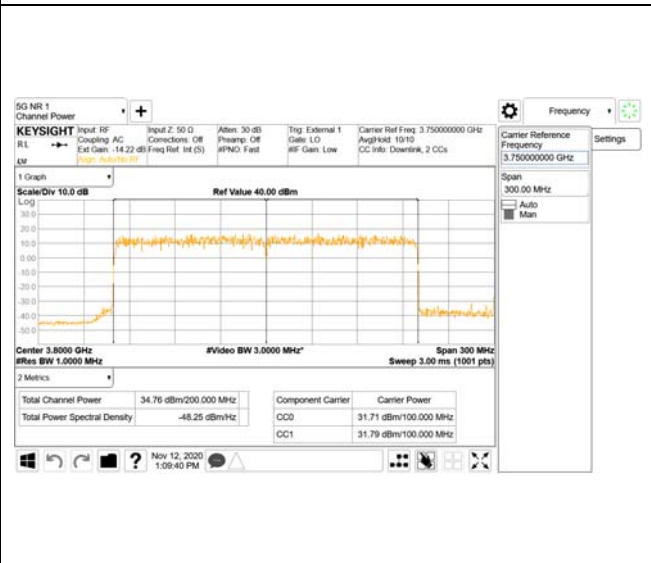 5G NR 1
Channel Power
Frequency
KEYSIGHT
RL
Input: RF
Coupling: AC
Ext Gain: -14.22 dB
Align: Auto/No RF
Input Z: 50 Ω
Corrections: Off
Freq Ref: Int (S)
Atten: 30 dB
Preamp: Off
#PNO: Fast
Trig: External 1
Gate: LO
#IF Gain: Low
Carrier Ref Freq: 3.750000000 GHz
Avg|Hold: 10/10
CC Info: Downlink, 2 CCs
Carrier Reference
Frequency
3.750000000 GHz
Settings
Span
300.00 MHz
Auto
Man
1 Graph
Scale/Div 10.0 dB
Ref Value 40.00 dBm
Log
30.0
20.0
10.0
0.00
-10.0
-20.0
-30.0
-40.0
-50.0
Center 3.8000 GHz
#Video BW 3.0000 MHz*
Span 300 MHz
#Res BW 1.0000 MHz
Sweep 3.00 ms (1001 pts)
2 Metrics
Total Channel Power 34.76 dBm/200.000 MHz
Total Power Spectral Density -48.25 dBm/Hz
Component Carrier Carrier Power
CC0 31.71 dBm/100.000 MHz
CC1 31.79 dBm/100.000 MHz
Nov 12, 2020
1:09:40 PM